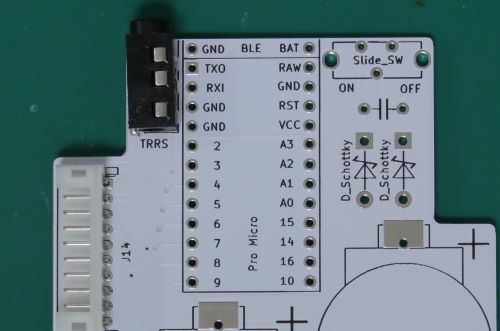 GND BLE BAT
Slide_SW
TXO RAW
RXI GND
ON OFF
GND RST
GND VCC
TRRS
2 A3
3 A2
4 A1
5 A0
6 15
7 14
8 16
9 10
Pro Micro
D_Schottky
D_Schottky
J14
+
+